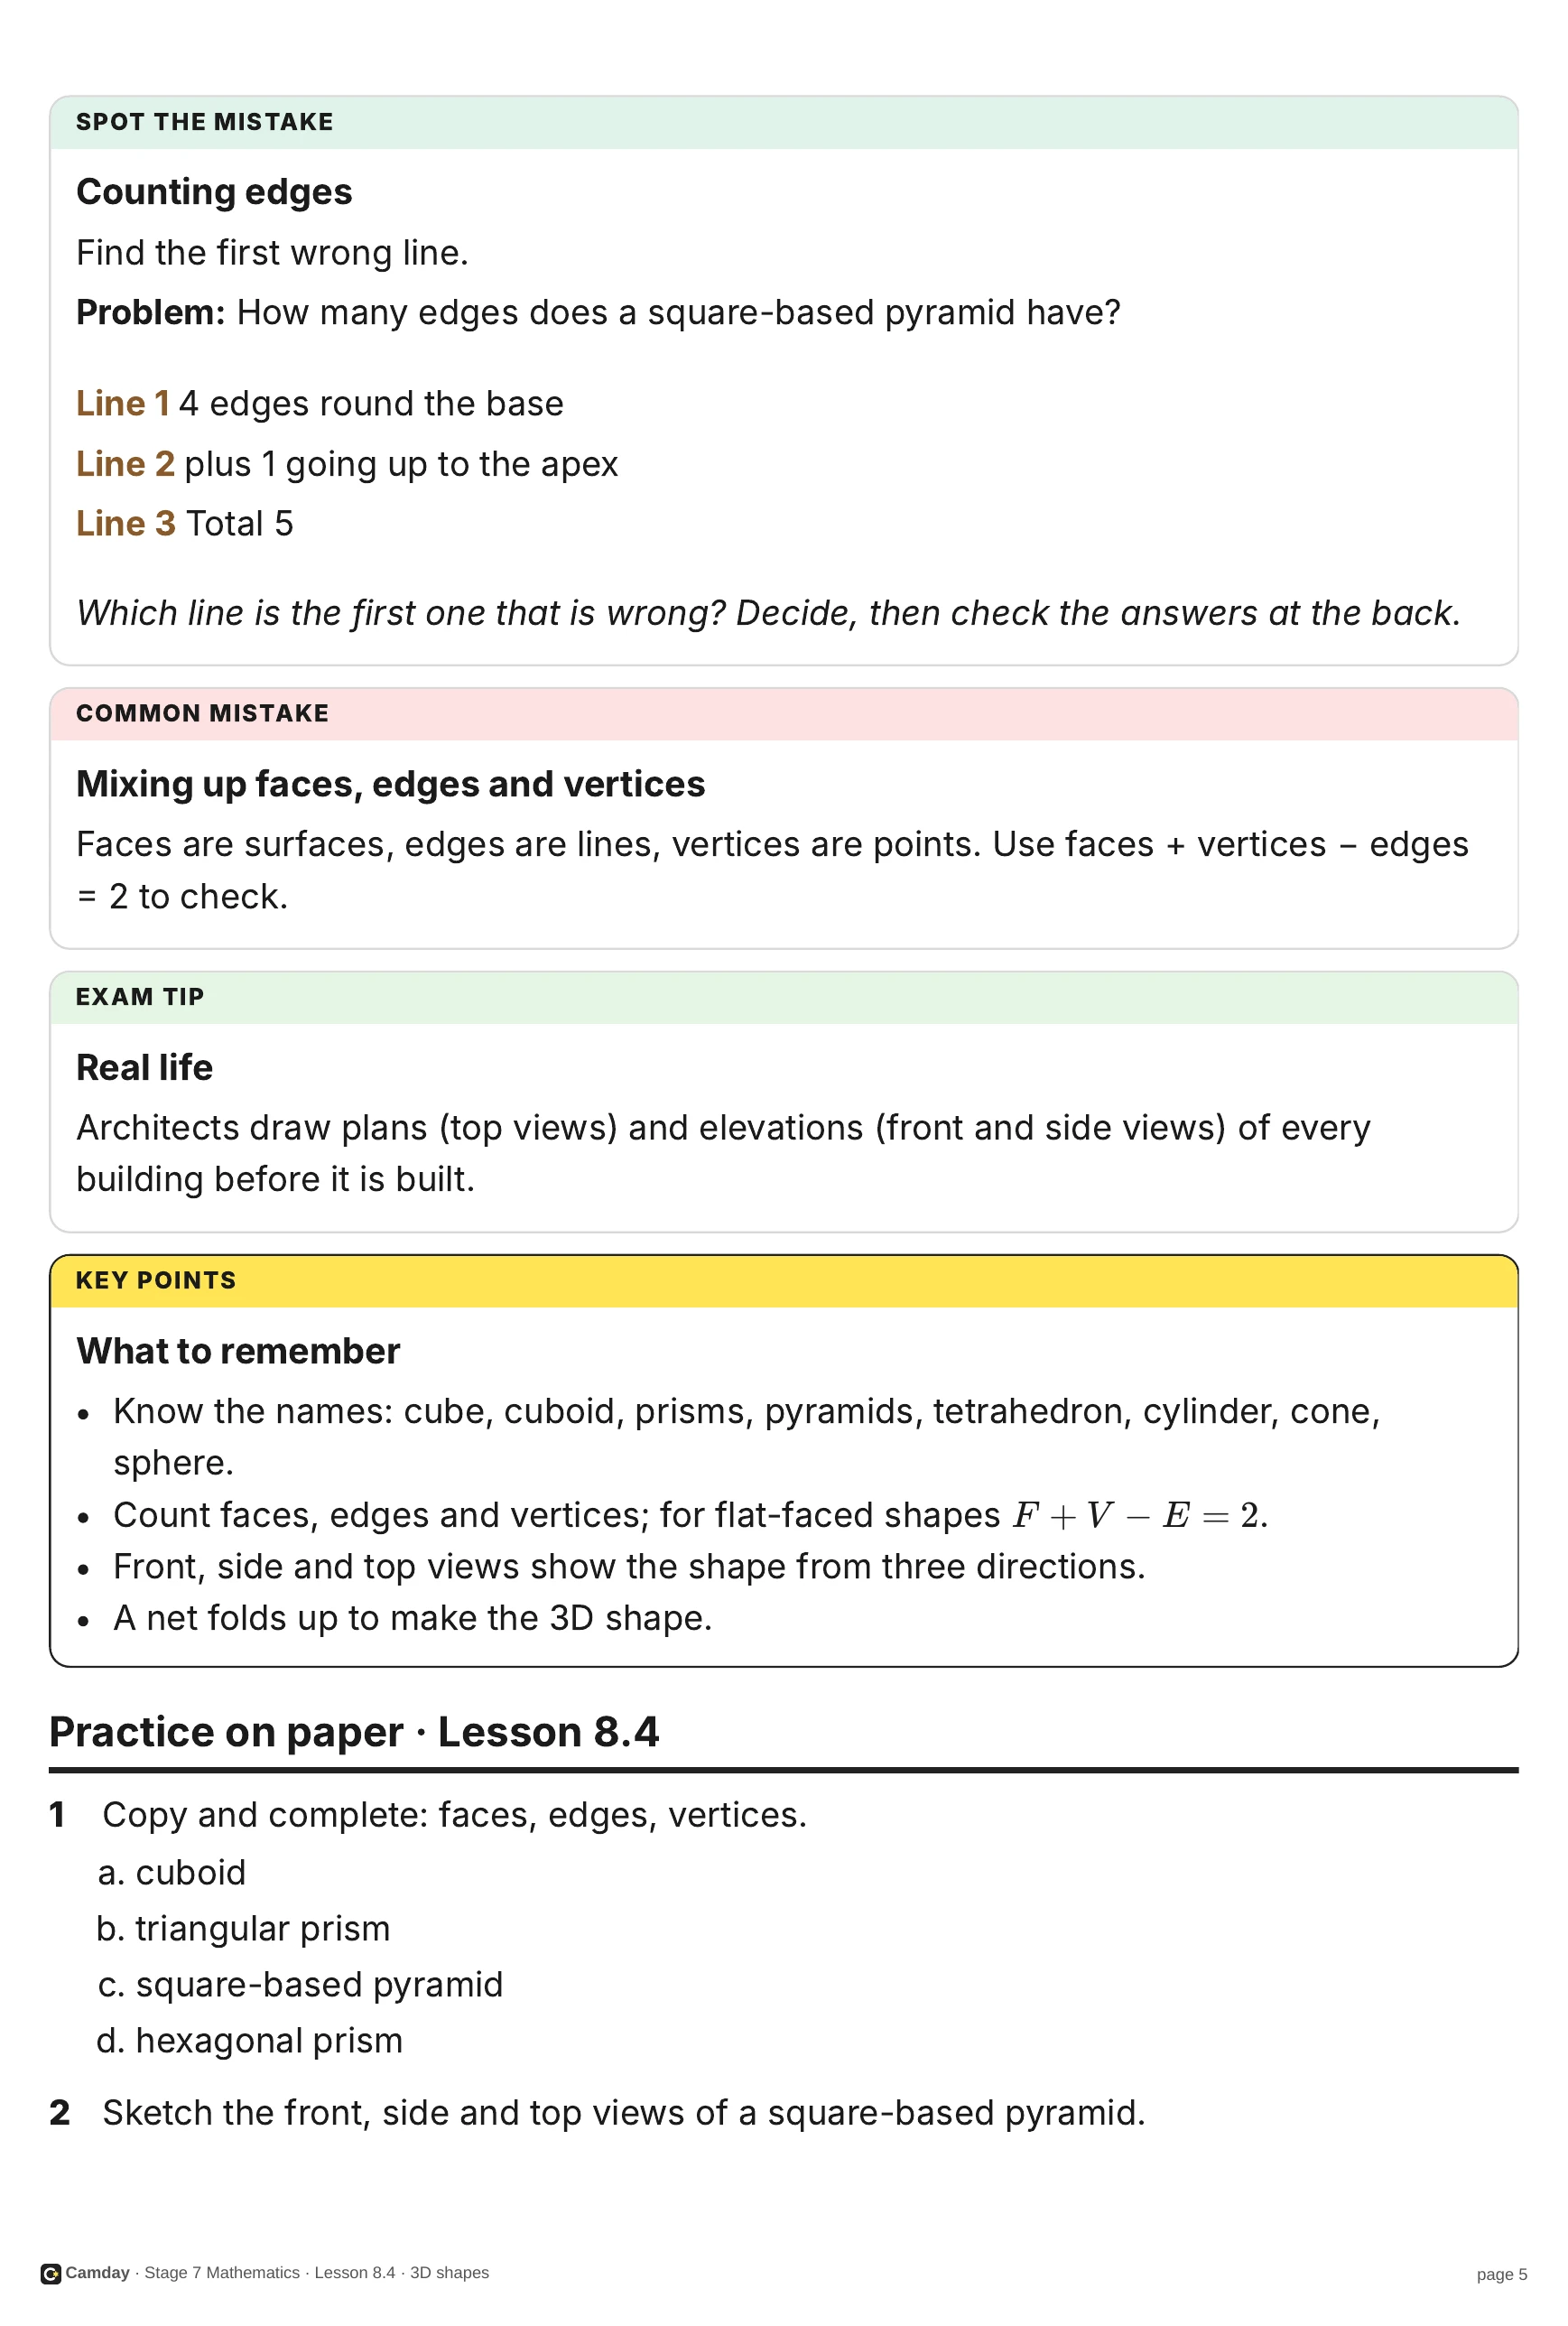 SPOT THE MISTAKE
Counting edges
Find the first wrong line.
Problem: How many edges does a square-based pyramid have?
Line 1 4 edges round the base
Line 2 plus 1 going up to the apex
Line 3 Total 5
Which line is the first one that is wrong? Decide, then check the answers at the back.
COMMON MISTAKE
Mixing up faces, edges and vertices
Faces are surfaces, edges are lines, vertices are points. Use faces + vertices − edges
= 2 to check.
EXAM TIP
Real life
Architects draw plans (top views) and elevations (front and side views) of every
building before it is built.
KEY POINTS
What to remember
• Know the names: cube, cuboid, prisms, pyramids, tetrahedron, cylinder, cone,
sphere.
• Count faces, edges and vertices; for flat-faced shapes F + V − E = 2.
• Front, side and top views show the shape from three directions.
• A net folds up to make the 3D shape.
Practice on paper · Lesson 8.4
1 Copy and complete: faces, edges, vertices.
a. cuboid
b. triangular prism
c. square-based pyramid
d. hexagonal prism
2 Sketch the front, side and top views of a square-based pyramid.
Camday · Stage 7 Mathematics · Lesson 8.4 · 3D shapes
page 5